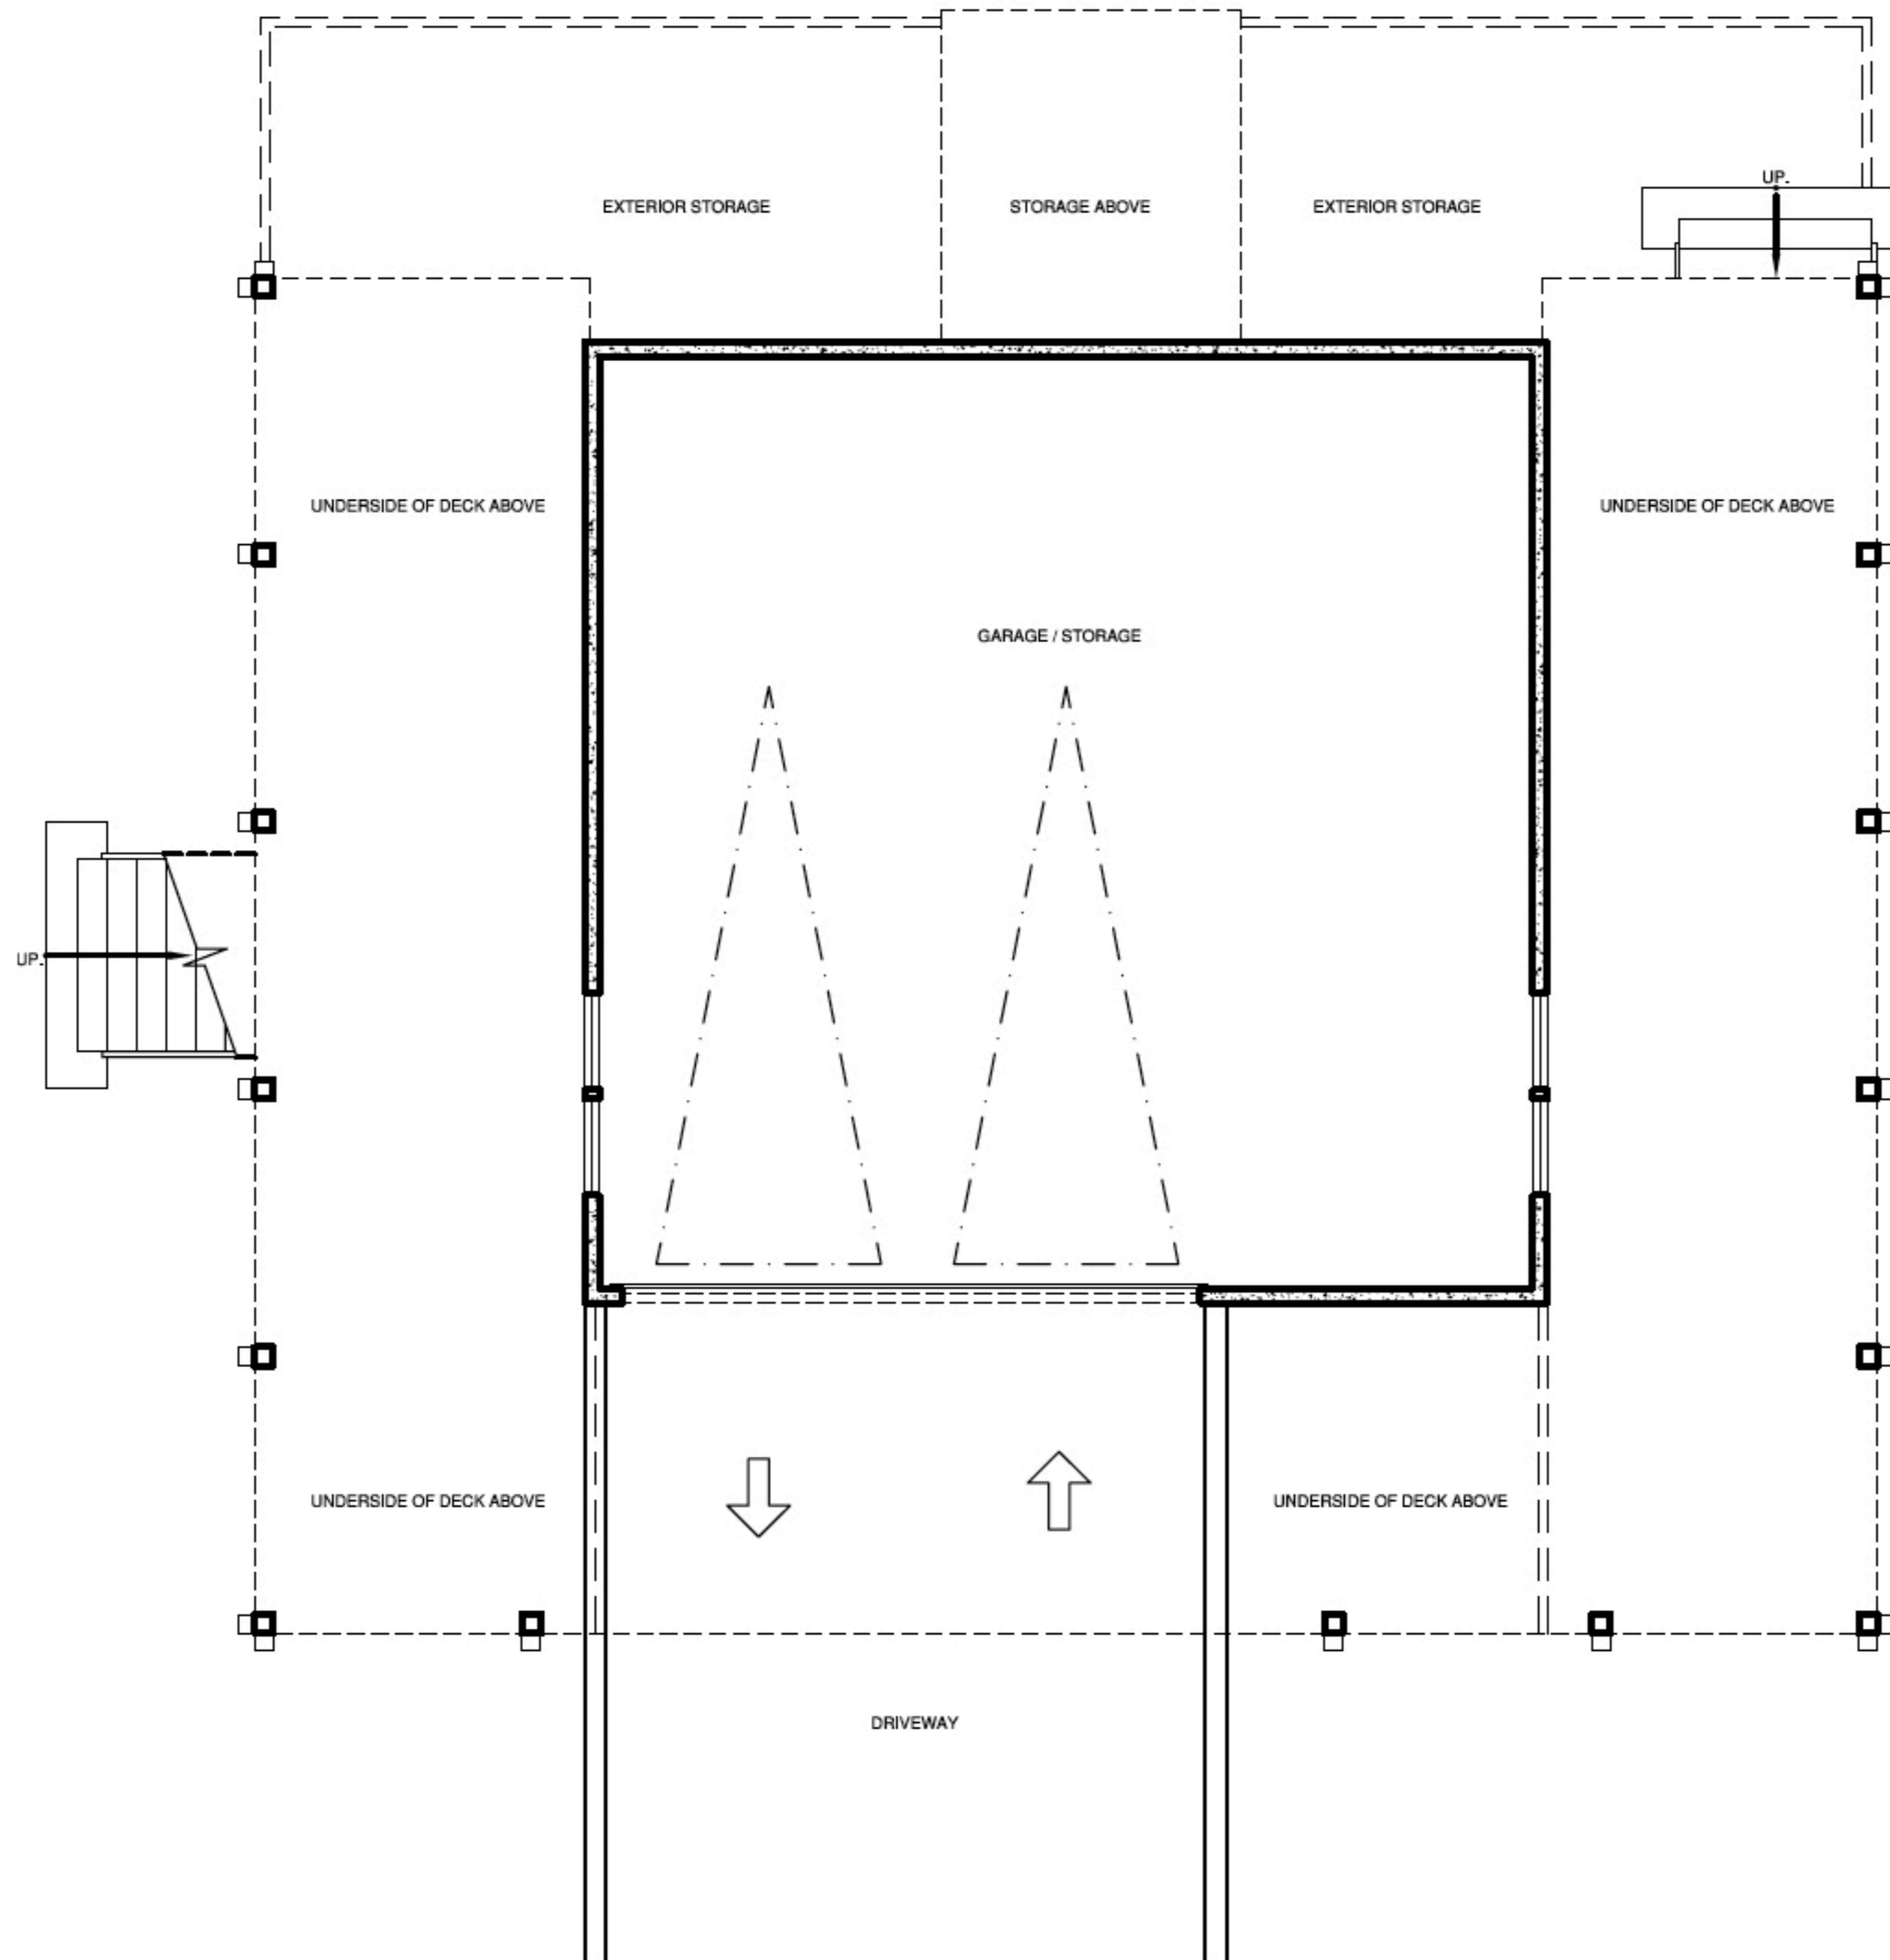 UP.
EXTERIOR STORAGE
STORAGE ABOVE
EXTERIOR STORAGE
UNDERSIDE OF DECK ABOVE
UNDERSIDE OF DECK ABOVE
GARAGE / STORAGE
UP.
UNDERSIDE OF DECK ABOVE
UNDERSIDE OF DECK ABOVE
DRIVEWAY